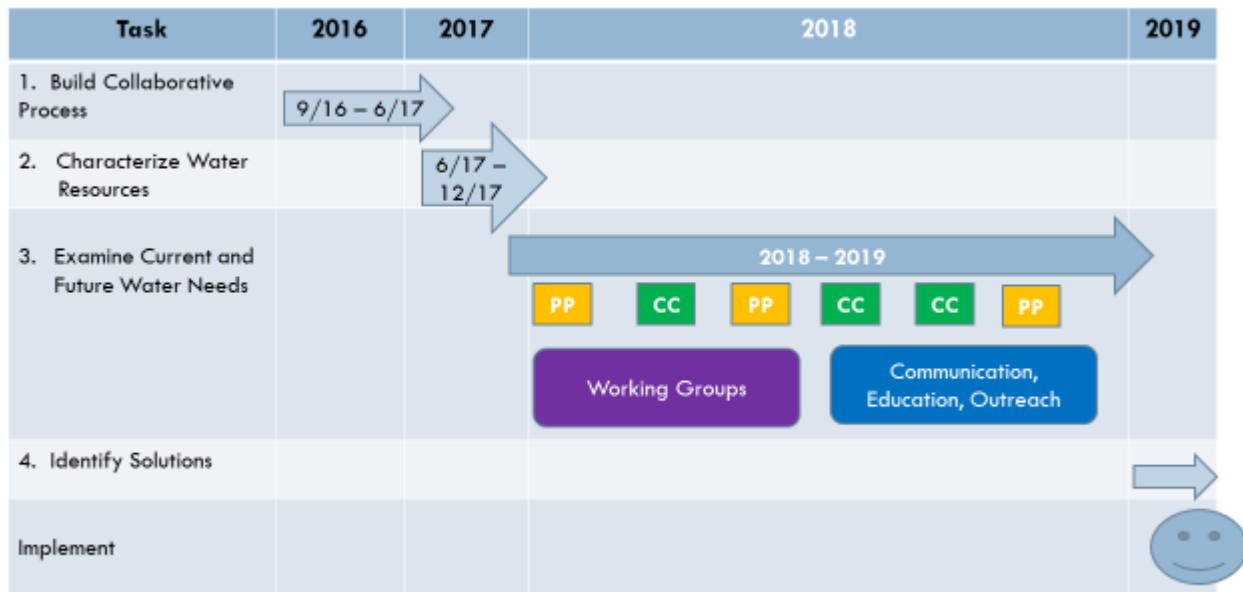 Task 2016 2017 2018 2019
1. Build Collaborative
Process
9/16 – 6/17
2. Characterize Water
Resources
6/17 –
12/17
3. Examine Current and
Future Water Needs
2018 – 2019
PP CC PP CC CC PP
Working Groups
Communication,
Education, Outreach
4. Identify Solutions
Implement